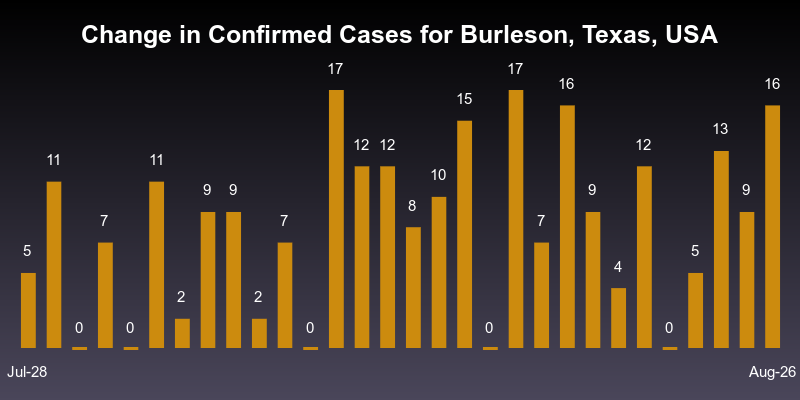 Change in Confirmed Cases for Burleson, Texas, USA
5 11 0 7 0 11 2 9 9 2 7 0 17 12 12 8 10 15 0 17 7 16 9 4 12 0 5 13 9 16
Jul-28 Aug-26